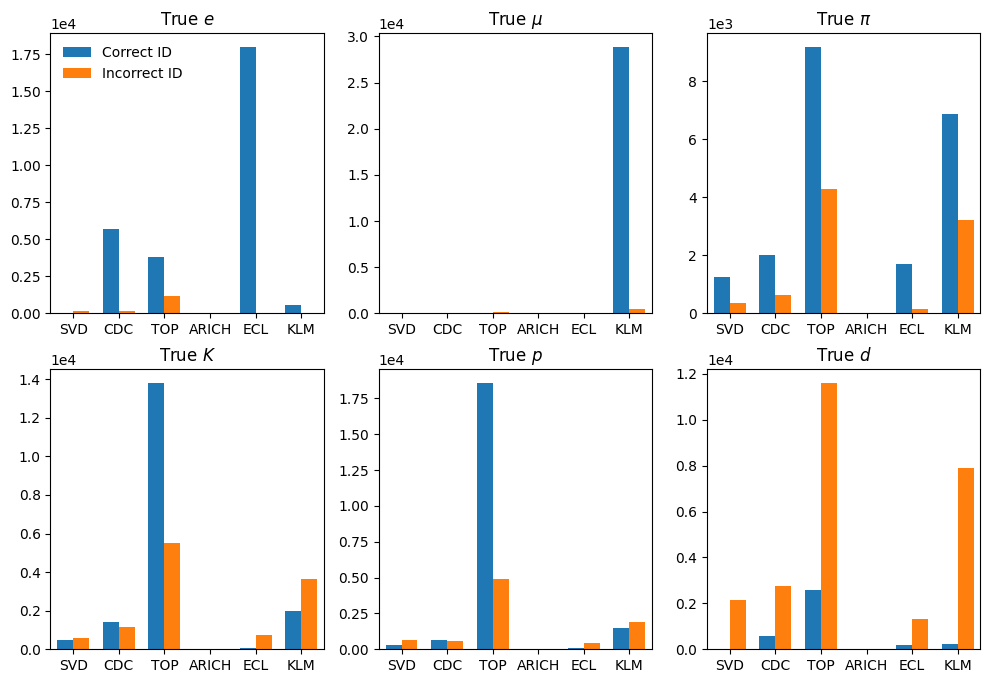 True e
1e4
Correct ID
Incorrect ID
1.75
1.50
1.25
1.00
0.75
0.50
0.25
0.00
SVD CDC TOP ARICH ECL KLM
True μ
1e4
3.0
2.5
2.0
1.5
1.0
0.5
0.0
SVD CDC TOP ARICH ECL KLM
True π
1e3
8
6
4
2
0
SVD CDC TOP ARICH ECL KLM
True K
1e4
1.4
1.2
1.0
0.8
0.6
0.4
0.2
0.0
SVD CDC TOP ARICH ECL KLM
True p
1e4
1.75
1.50
1.25
1.00
0.75
0.50
0.25
0.00
SVD CDC TOP ARICH ECL KLM
True d
1e4
1.2
1.0
0.8
0.6
0.4
0.2
0.0
SVD CDC TOP ARICH ECL KLM